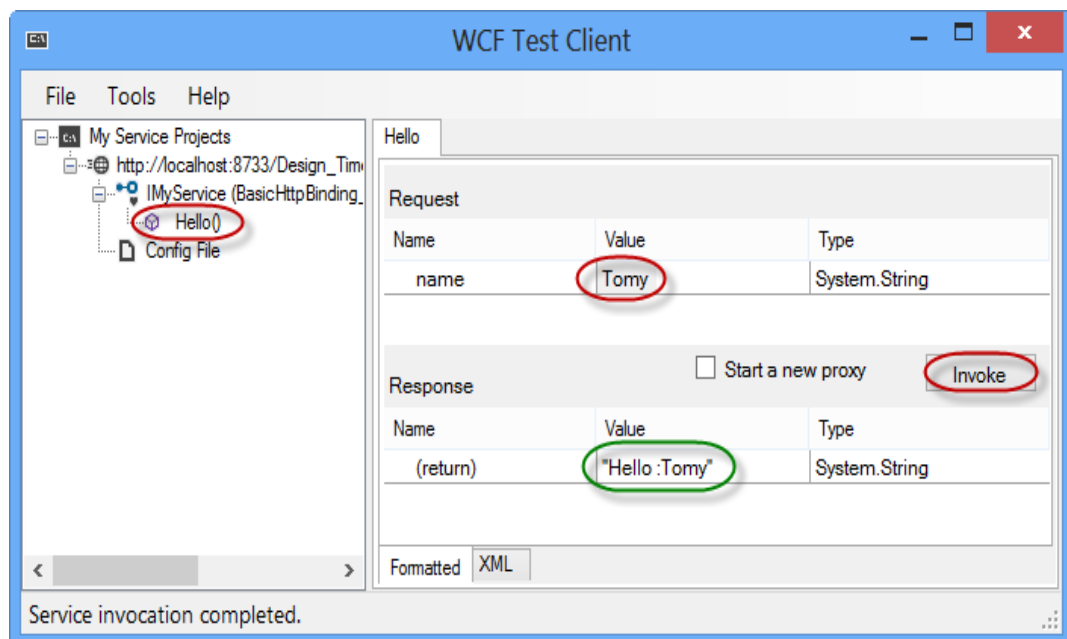 WCF Test Client
File Tools Help
My Service Projects
http://localhost:8733/Design_Tim
IMyService (BasicHttpBinding_
Hello()
Config File
Hello
Request
Name Value Type
name Tomy System.String
Response
Start a new proxy
Invoke
Name Value Type
(return) "Hello :Tomy" System.String
Formatted XML
Service invocation completed.